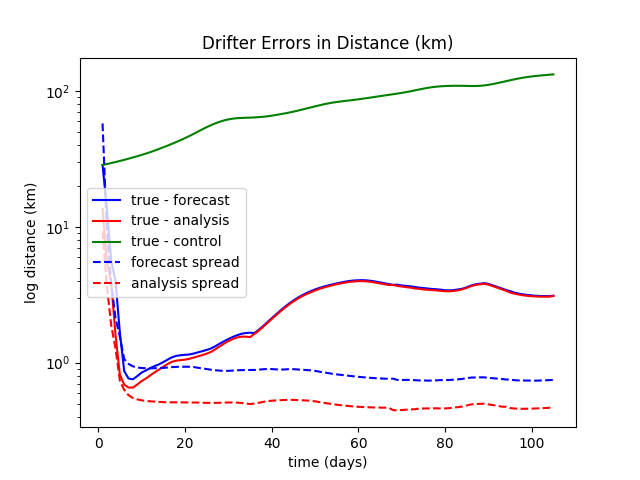 Drifter Errors in Distance (km)
log distance (km)
10²
10¹
10⁰
true - forecast
true - analysis
true - control
forecast spread
analysis spread
0 20 40 60 80 100
time (days)